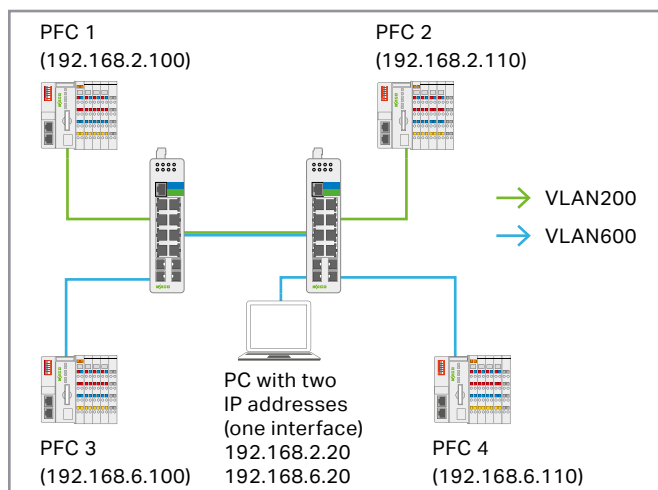 PFC 1
(192.168.2.100)
PFC 2
(192.168.2.110)
VLAN200
VLAN600
PC with two
IP addresses
(one interface)
192.168.2.20
192.168.6.20
PFC 3
(192.168.6.100)
PFC 4
(192.168.6.110)